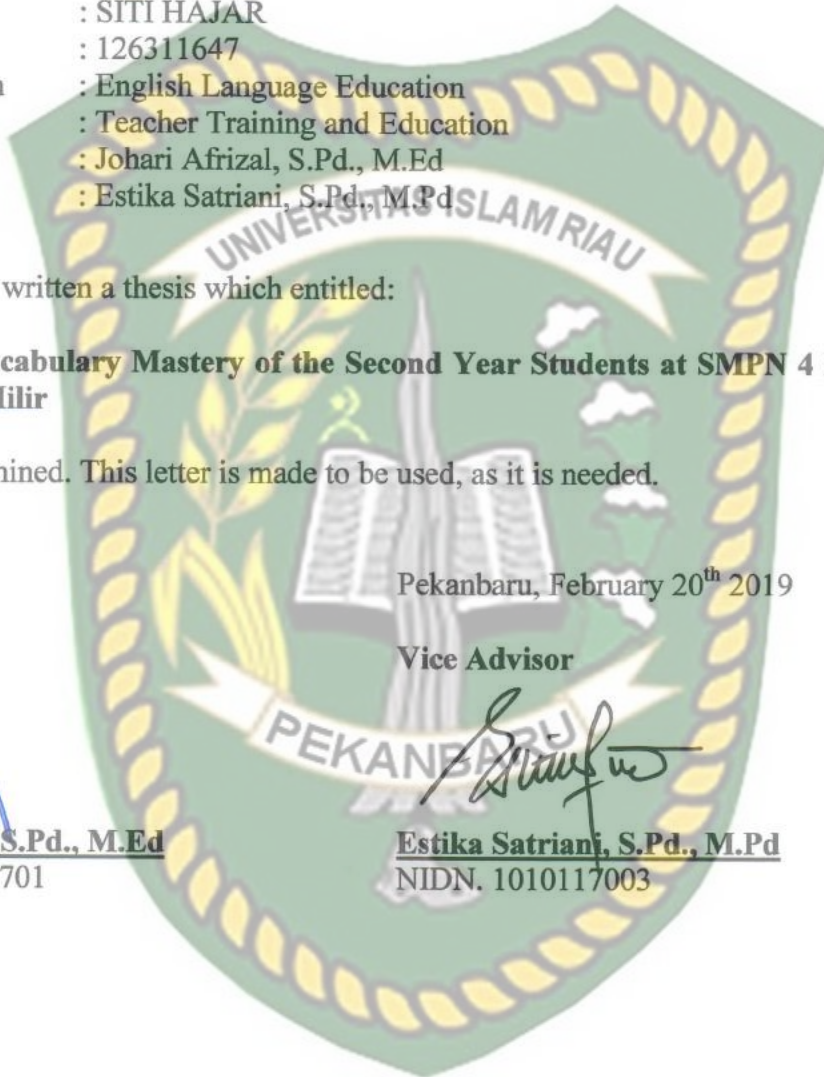 : SITI HAJAR
: 126311647
: English Language Education
: Teacher Training and Education
: Johari Afrizal, S.Pd., M.Ed
: Estika Satriani, S.Pd., M.Pd
UNIVERSITAS ISLAM RIAU
written a thesis which entitled:
cabulary Mastery of the Second Year Students at SMPN 4
Hilir
ined. This letter is made to be used, as it is needed.
Pekanbaru, February 20th 2019
Vice Advisor
PEKANBARU
S.Pd., M.Ed
Estika Satriani, S.Pd., M.Pd
701
NIDN. 1010117003